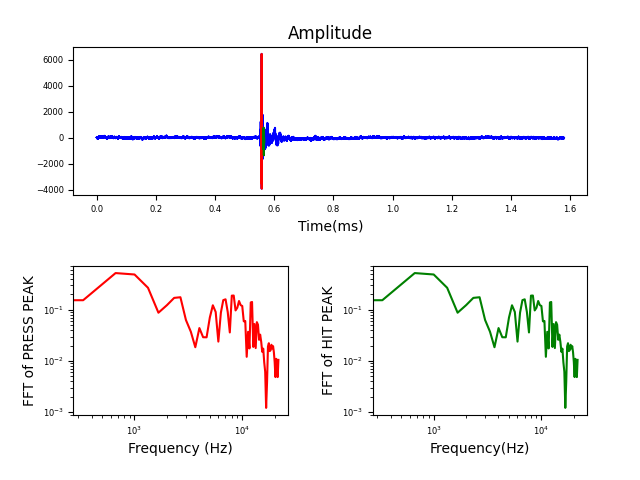 Amplitude
6000
4000
2000
0
−2000
−4000
0.0 0.2 0.4 0.6 0.8 1.0 1.2 1.4 1.6
Time(ms)
FFT of PRESS PEAK
10⁻¹
10⁻²
10⁻³
10³ 10⁴
Frequency (Hz)
FFT of HIT PEAK
10⁻¹
10⁻²
10⁻³
10³ 10⁴
Frequency(Hz)